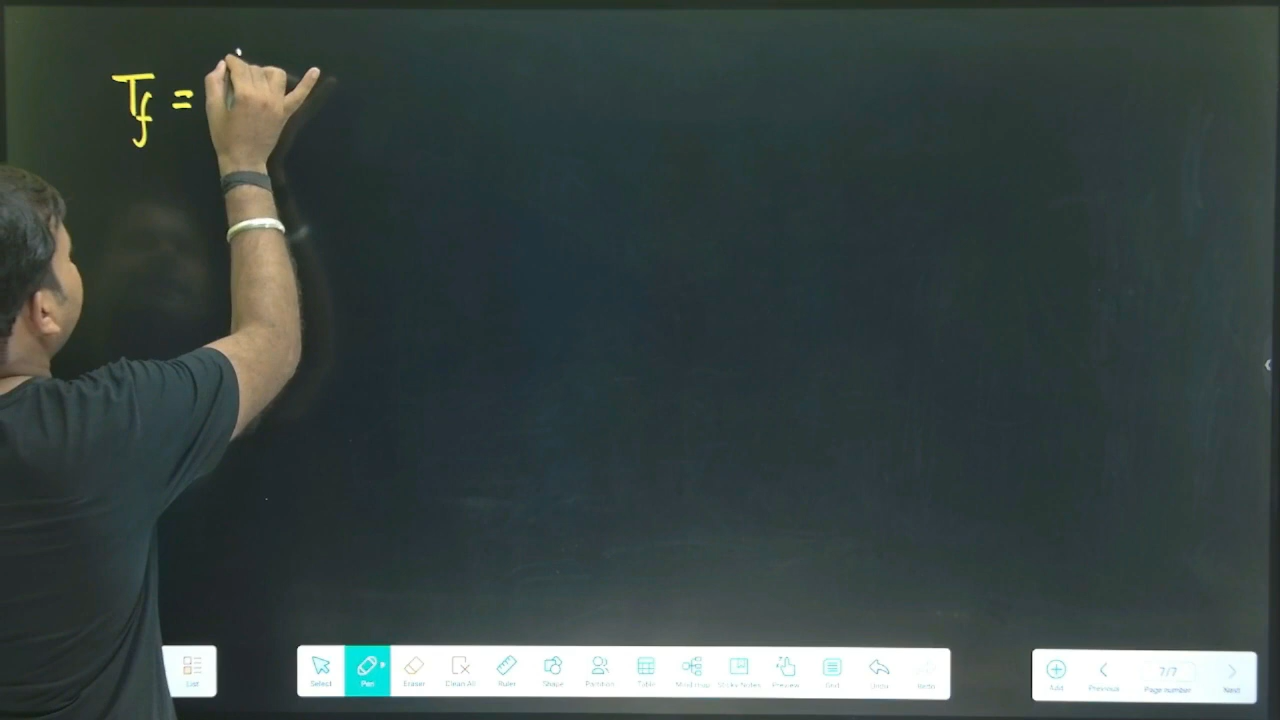 T_f =
List
Select
Pen
Eraser
Clean All
Ruler
Shape
Partition
Table
Mind map
Sticky Notes
Preview
Grid
Undo
Redo
Add
Previous
7/7
Page number
Next